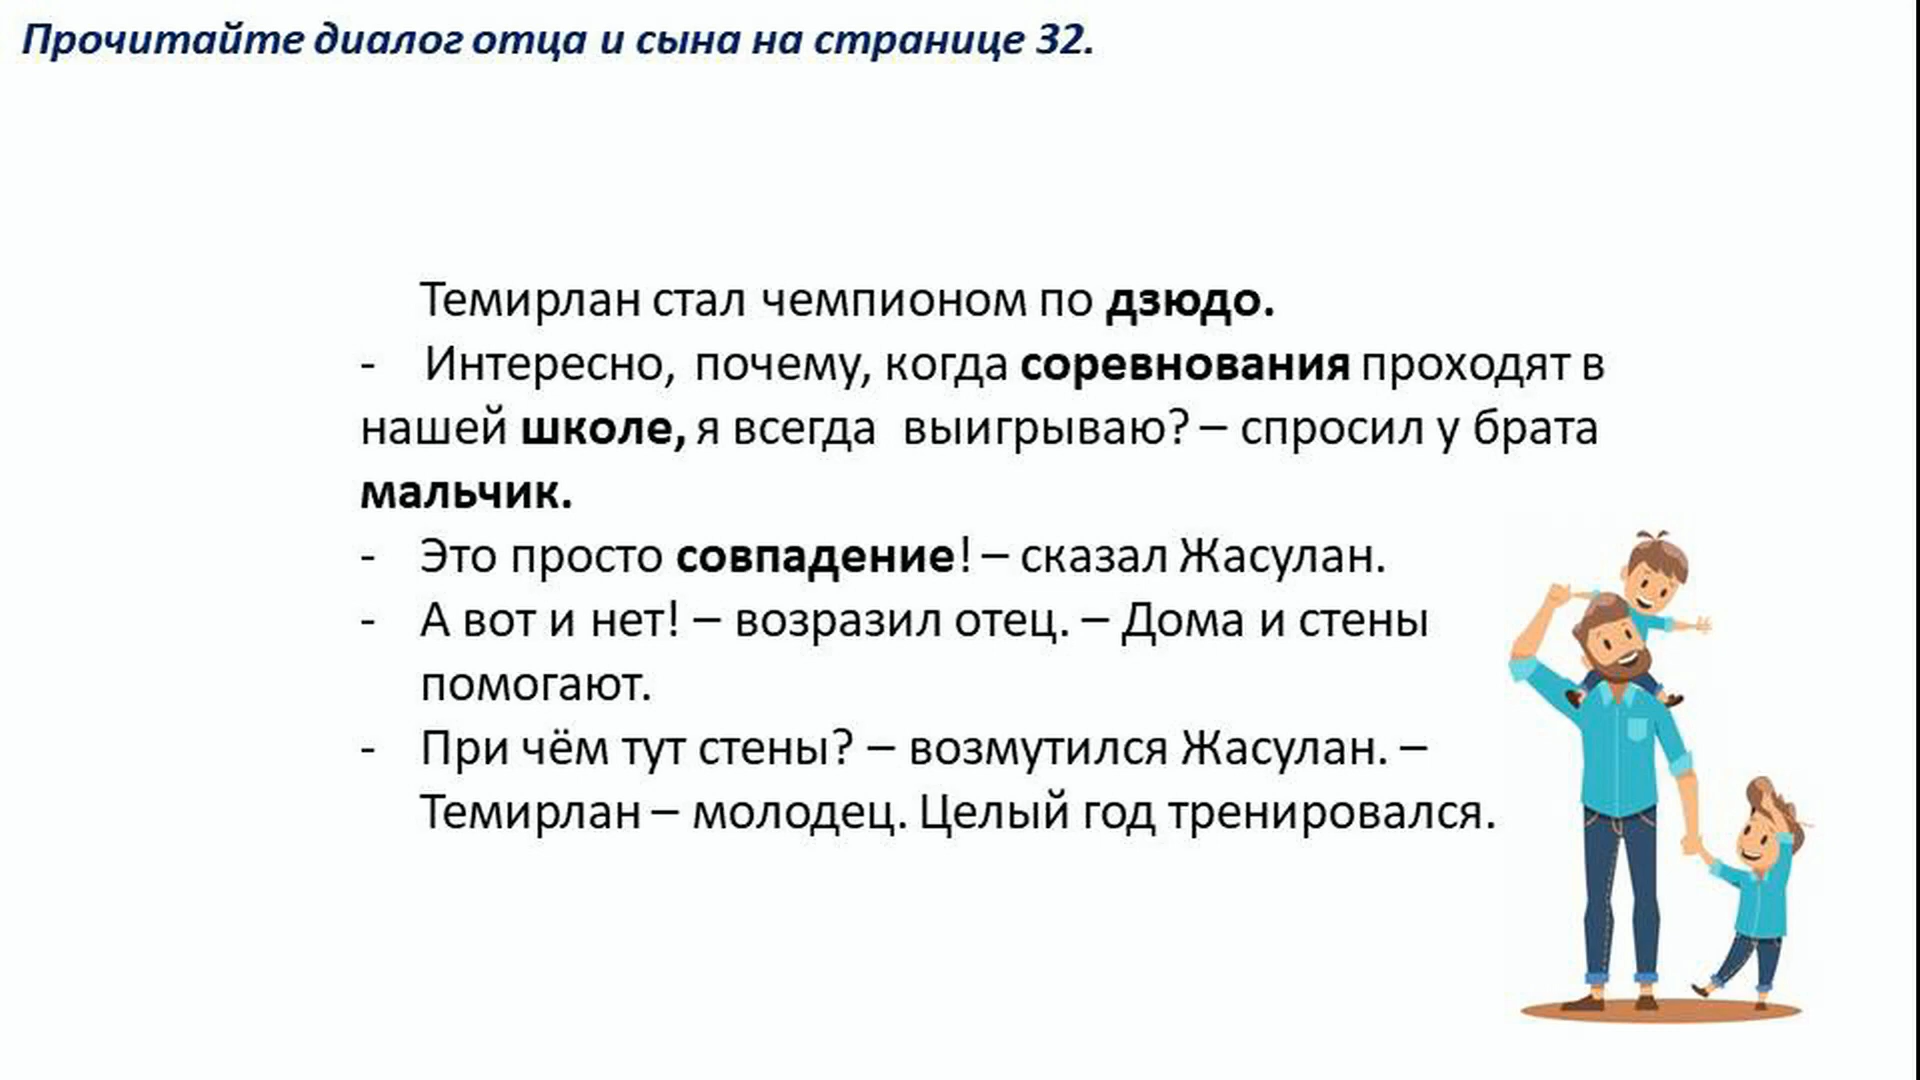 Прочитайте диалог отца и сына на странице 32.
Темирлан стал чемпионом по дзюдо.
- Интересно, почему, когда соревнования проходят в
нашей школе, я всегда выигрываю? – спросил у брата
мальчик.
- Это просто совпадение! – сказал Жасулан.
- А вот и нет! – возразил отец. – Дома и стены
помогают.
- При чём тут стены? – возмутился Жасулан. –
Темирлан – молодец. Целый год тренировался.